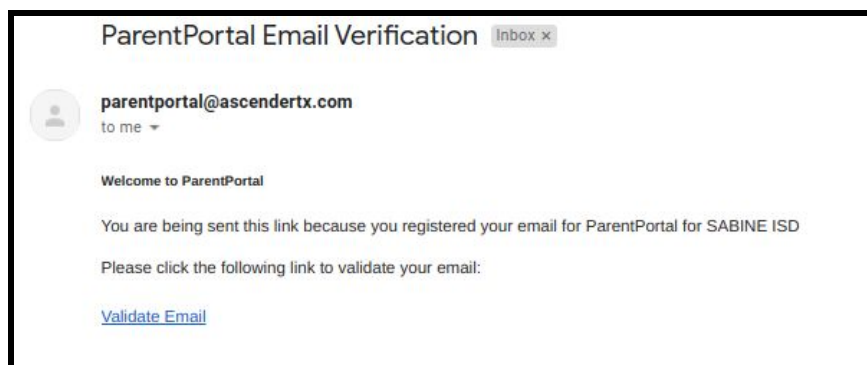 ParentPortal Email Verification Inbox x
parentportal@ascendertx.com
to me
Welcome to ParentPortal
You are being sent this link because you registered your email for ParentPortal for SABINE ISD
Please click the following link to validate your email:
Validate Email